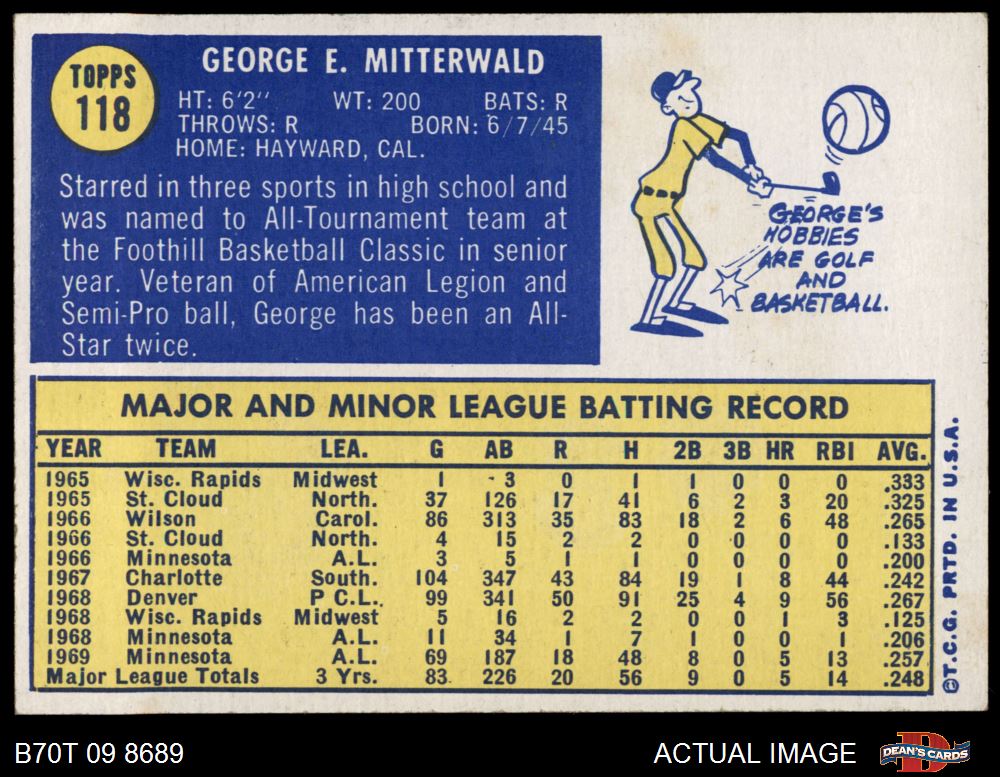 TOPPS
118
GEORGE E. MITTERWALD
HT: 6'2" WT: 200 BATS: R
THROWS: R BORN: 6/7/45
HOME: HAYWARD, CAL.
Starred in three sports in high school and
was named to All-Tournament team at
the Foothill Basketball Classic in senior
year. Veteran of American Legion and
Semi-Pro ball, George has been an All-
Star twice.
GEORGE'S
HOBBIES
ARE GOLF
AND
BASKETBALL.
MAJOR AND MINOR LEAGUE BATTING RECORD
YEAR TEAM LEA. G AB R H 2B 3B HR RBI AVG.
1965 Wisc. Rapids Midwest 1 3 0 1 1 0 0 0 .333
1965 St. Cloud North. 37 126 17 41 6 2 3 20 .325
1966 Wilson Carol. 86 313 35 83 18 2 6 48 .265
1966 St. Cloud North. 4 15 2 2 0 0 0 0 .133
1966 Minnesota A.L. 3 5 1 1 0 0 0 0 .200
1967 Charlotte South. 104 347 43 84 19 1 8 44 .242
1968 Denver P C.L. 99 341 50 91 25 4 9 56 .267
1968 Wisc. Rapids Midwest 5 16 2 2 0 0 1 3 .125
1968 Minnesota A.L. 11 34 1 7 1 0 0 1 .206
1969 Minnesota A.L. 69 187 18 48 8 0 5 13 .257
Major League Totals 3 Yrs. 83 226 20 56 9 0 5 14 .248
©T.C.G. PRTD. IN U.S.A.
B70T 09 8689
ACTUAL IMAGE
DEAN'S CARDS